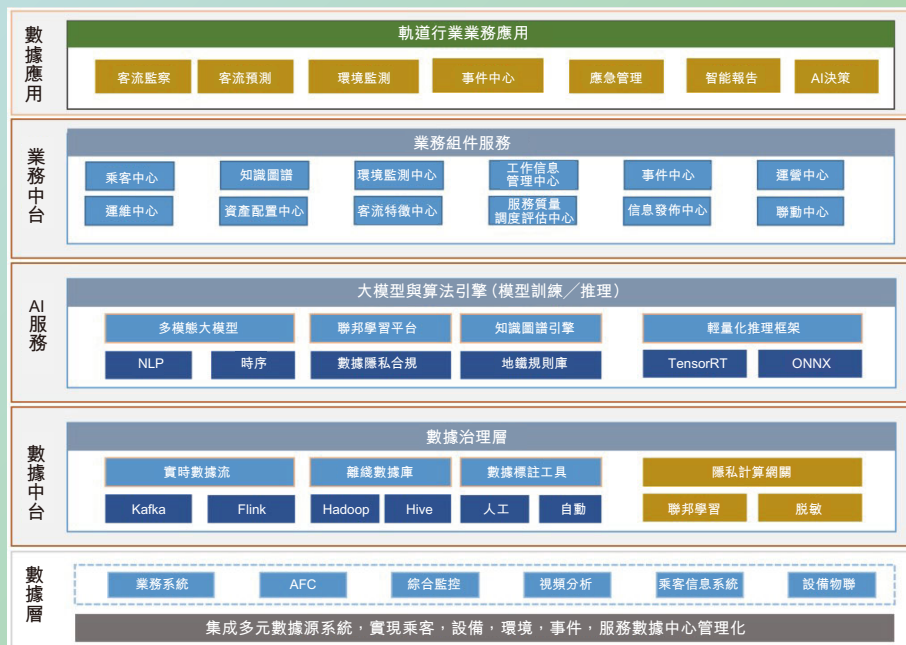 數據應用
軌道行業業務應用
客流監察
客流預測
環境監測
事件中心
應急管理
智能報告
AI決策
業務中台
業務組件服務
乘客中心
知識圖譜
環境監測中心
工作信息
管理中心
事件中心
運營中心
運維中心
資產配置中心
客流特徵中心
服務質量
調度評估中心
信息發佈中心
聯動中心
AI服務
大模型與算法引擎(模型訓練／推理)
多模態大模型
聯邦學習平台
知識圖譜引擎
輕量化推理框架
NLP
時序
數據隱私合規
地鐵規則庫
TensorRT
ONNX
數據中台
數據治理層
實時數據流
離綫數據庫
數據標註工具
隱私計算網關
Kafka
Flink
Hadoop
Hive
人工
自動
聯邦學習
脱敏
數據層
業務系統
AFC
綜合監控
視頻分析
乘客信息系統
設備物聯
集成多元數據源系統，實現乘客，設備，環境，事件，服務數據中心管理化